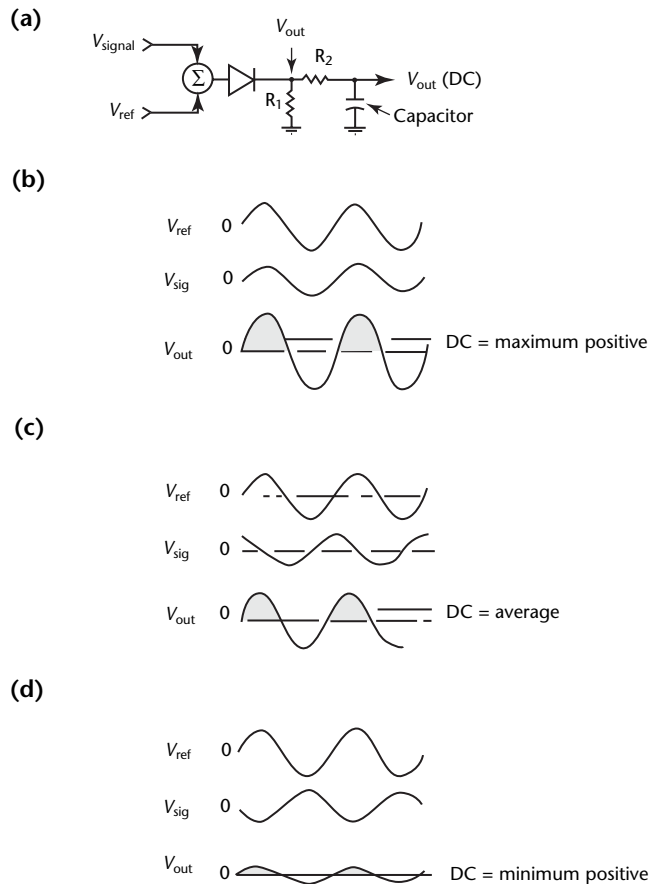 (a)
V_out
V_signal
R_2
Σ
V_out (DC)
R_1
V_ref
Capacitor
(b)
V_ref 0
V_sig 0
V_out 0 DC = maximum positive
(c)
V_ref 0
V_sig 0
V_out 0 DC = average
(d)
V_ref 0
V_sig 0
V_out 0 DC = minimum positive